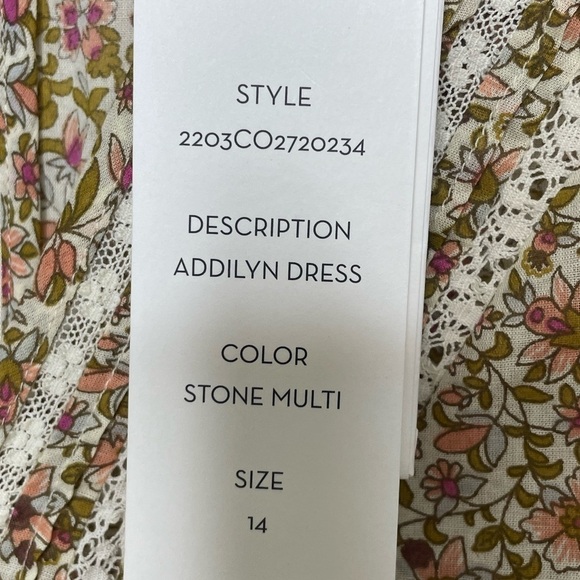 STYLE
2203CO2720234
DESCRIPTION
ADDILYN DRESS
COLOR
STONE MULTI
SIZE
14